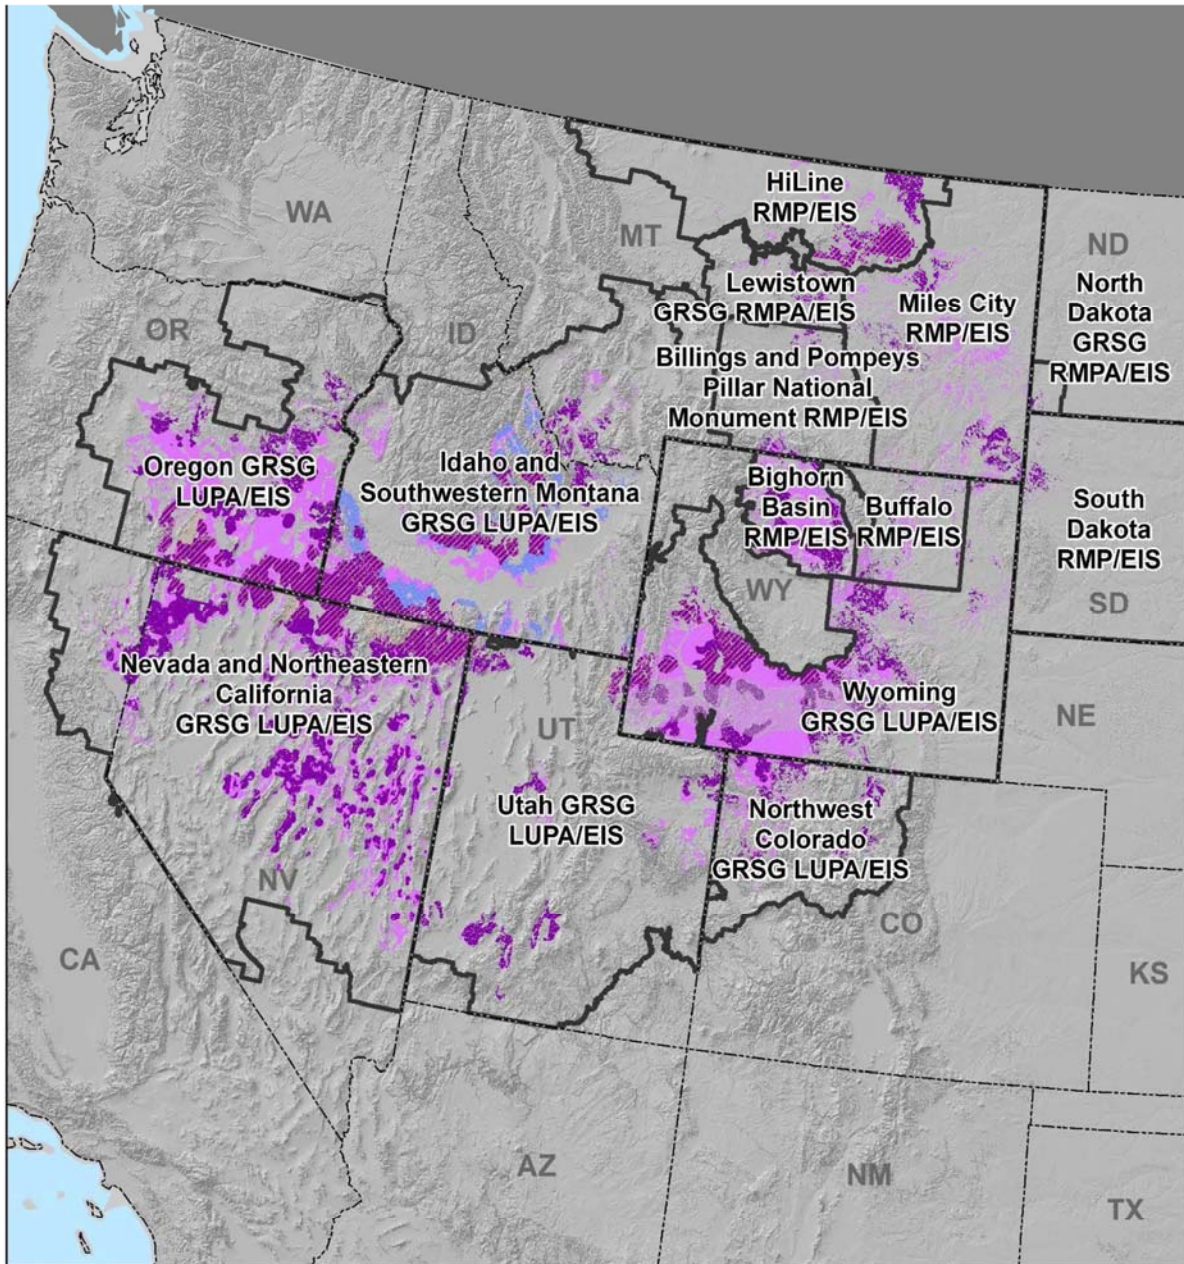 WA
HiLine
RMP/EIS
MT
ND
Lewistown
GRSG RMPA/EIS
Miles City
RMP/EIS
North
Dakota
GRSG
RMPA/EIS
OR
ID
Billings and Pompeys
Pillar National
Monument RMP/EIS
Oregon GRSG
LUPA/EIS
Idaho and
Southwestern Montana
GRSG LUPA/EIS
Bighorn
Basin
RMP/EIS
Buffalo
RMP/EIS
South
Dakota
RMP/EIS
WY
SD
Nevada and Northeastern
California
GRSG LUPA/EIS
Wyoming
GRSG LUPA/EIS
NE
UT
Utah GRSG
LUPA/EIS
Northwest
Colorado
GRSG LUPA/EIS
NV
CO
CA
KS
AZ
NM
TX